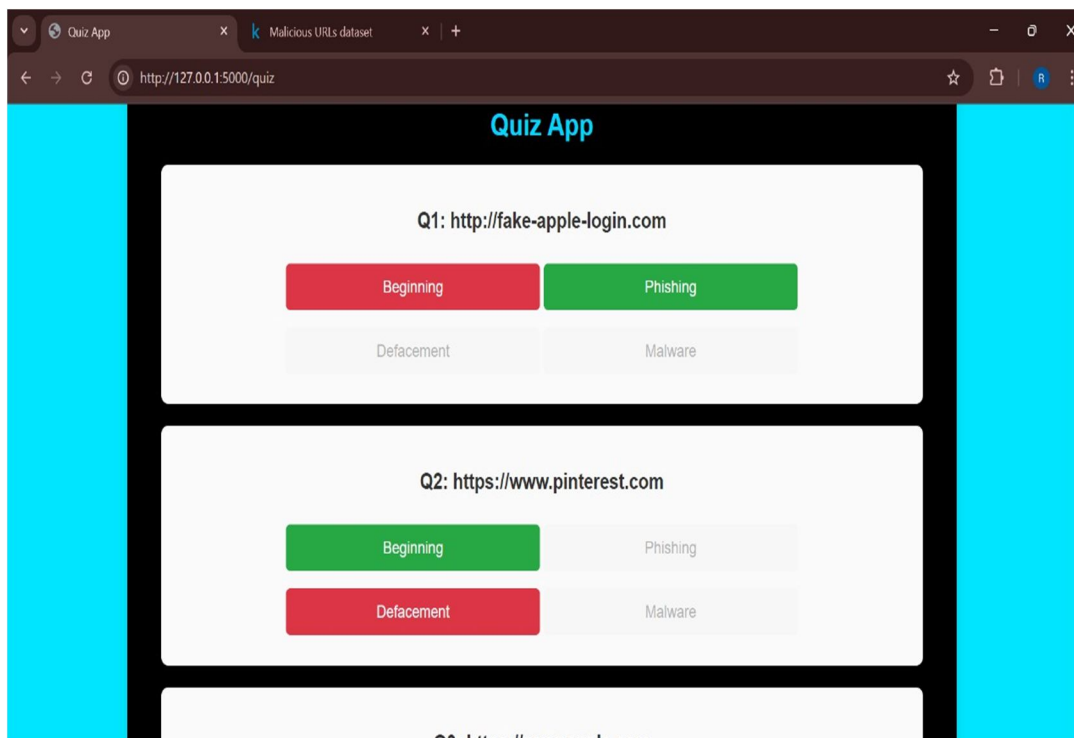 Quiz App
Malicious URLs dataset
http://127.0.0.1:5000/quiz
R
Quiz App
Q1: http://fake-apple-login.com
Beginning Phishing
Defacement Malware
Q2: https://www.pinterest.com
Beginning Phishing
Defacement Malware